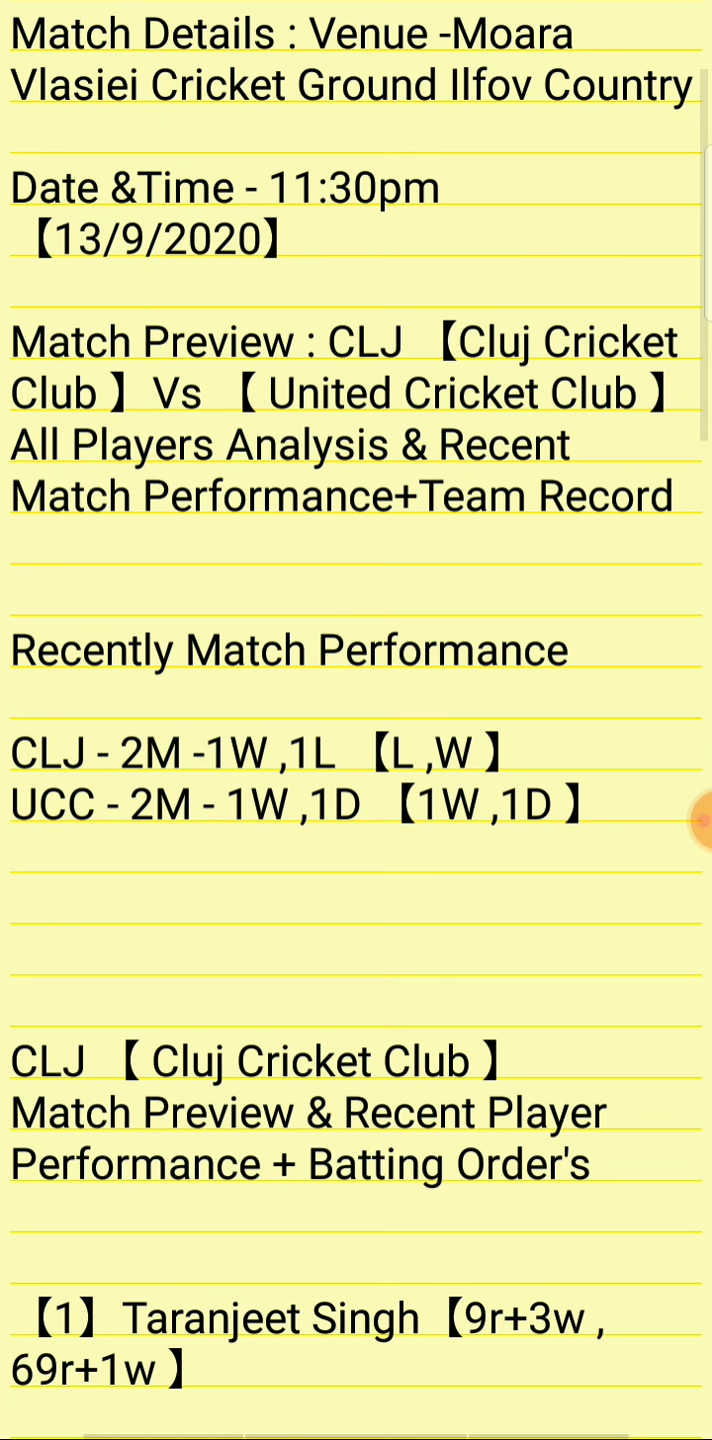 Match Details : Venue -Moara
Vlasiei Cricket Ground Ilfov Country
Date &Time - 11:30pm
【13/9/2020】
Match Preview : CLJ 【Cluj Cricket
Club 】 Vs 【 United Cricket Club 】
All Players Analysis & Recent
Match Performance+Team Record
Recently Match Performance
CLJ - 2M -1W ,1L 【L ,W 】
UCC - 2M - 1W ,1D 【1W ,1D 】
CLJ 【 Cluj Cricket Club 】
Match Preview & Recent Player
Performance + Batting Order's
【1】 Taranjeet Singh【9r+3w ,
69r+1w 】